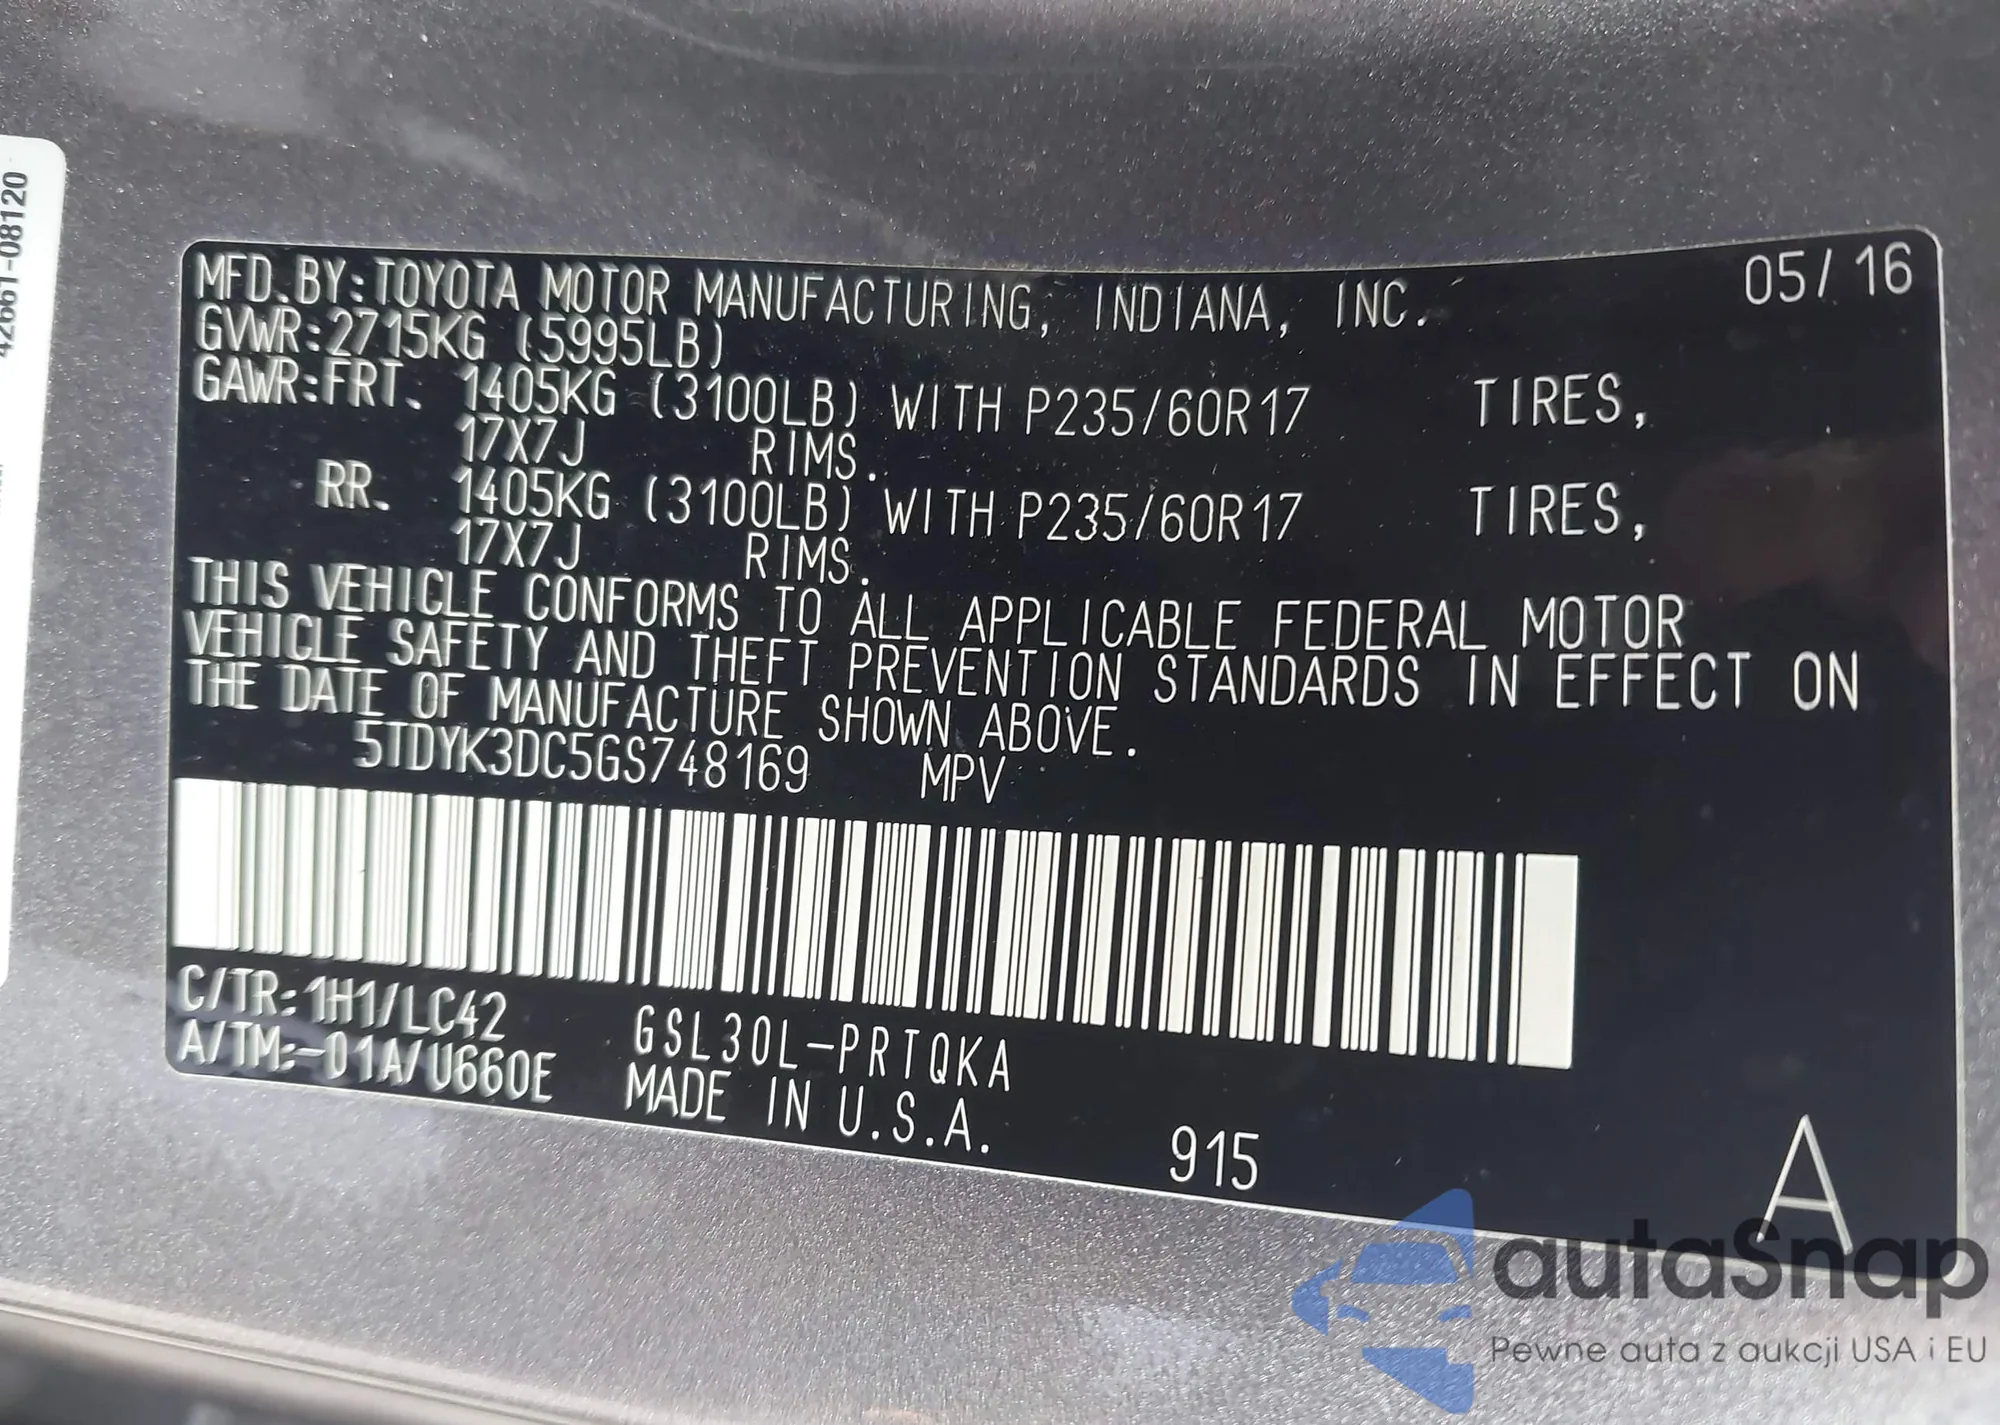 42661-08120
MFD.BY:TOYOTA MOTOR MANUFACTURING, INDIANA, INC. 05/16
GVWR:2715KG (5995LB)
GAWR:FRT. 1405KG (3100LB) WITH P235/60R17 TIRES,
17X7J RIMS.
RR. 1405KG (3100LB) WITH P235/60R17 TIRES,
17X7J RIMS.
THIS VEHICLE CONFORMS TO ALL APPLICABLE FEDERAL MOTOR
VEHICLE SAFETY AND THEFT PREVENTION STANDARDS IN EFFECT ON
THE DATE OF MANUFACTURE SHOWN ABOVE.
5TDYK3DC5GS748169 MPV
C/TR:1H1/LC42 GSL30L-PRTQKA
A/TM:-01A/U660E MADE IN U.S.A. 915
A
autaSnap
Pewne auta z aukcji USA i EU